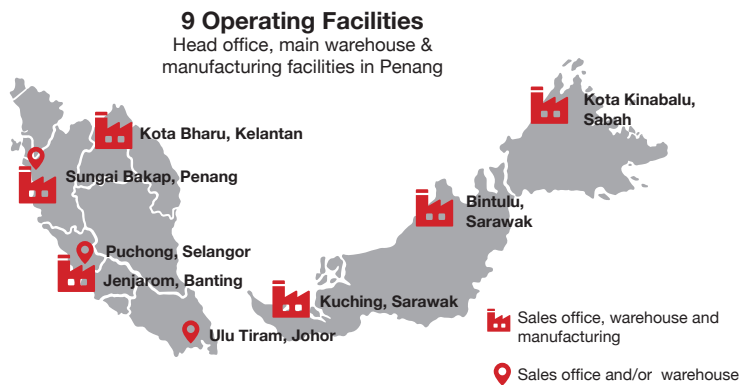 9 Operating Facilities
Head office, main warehouse &
manufacturing facilities in Penang
Kota Kinabalu,
Sabah
Kota Bharu, Kelantan
Sungai Bakap, Penang
Bintulu,
Sarawak
Puchong, Selangor
Jenjarom, Banting
Kuching, Sarawak
Ulu Tiram, Johor
Sales office, warehouse and
manufacturing
Sales office and/or warehouse